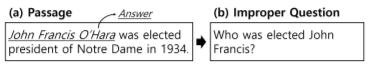 (a) Passage
Answer
(b) Improper Question
John Francis O'Hara was elected
president of Notre Dame in 1934.
Who was elected John
Francis?